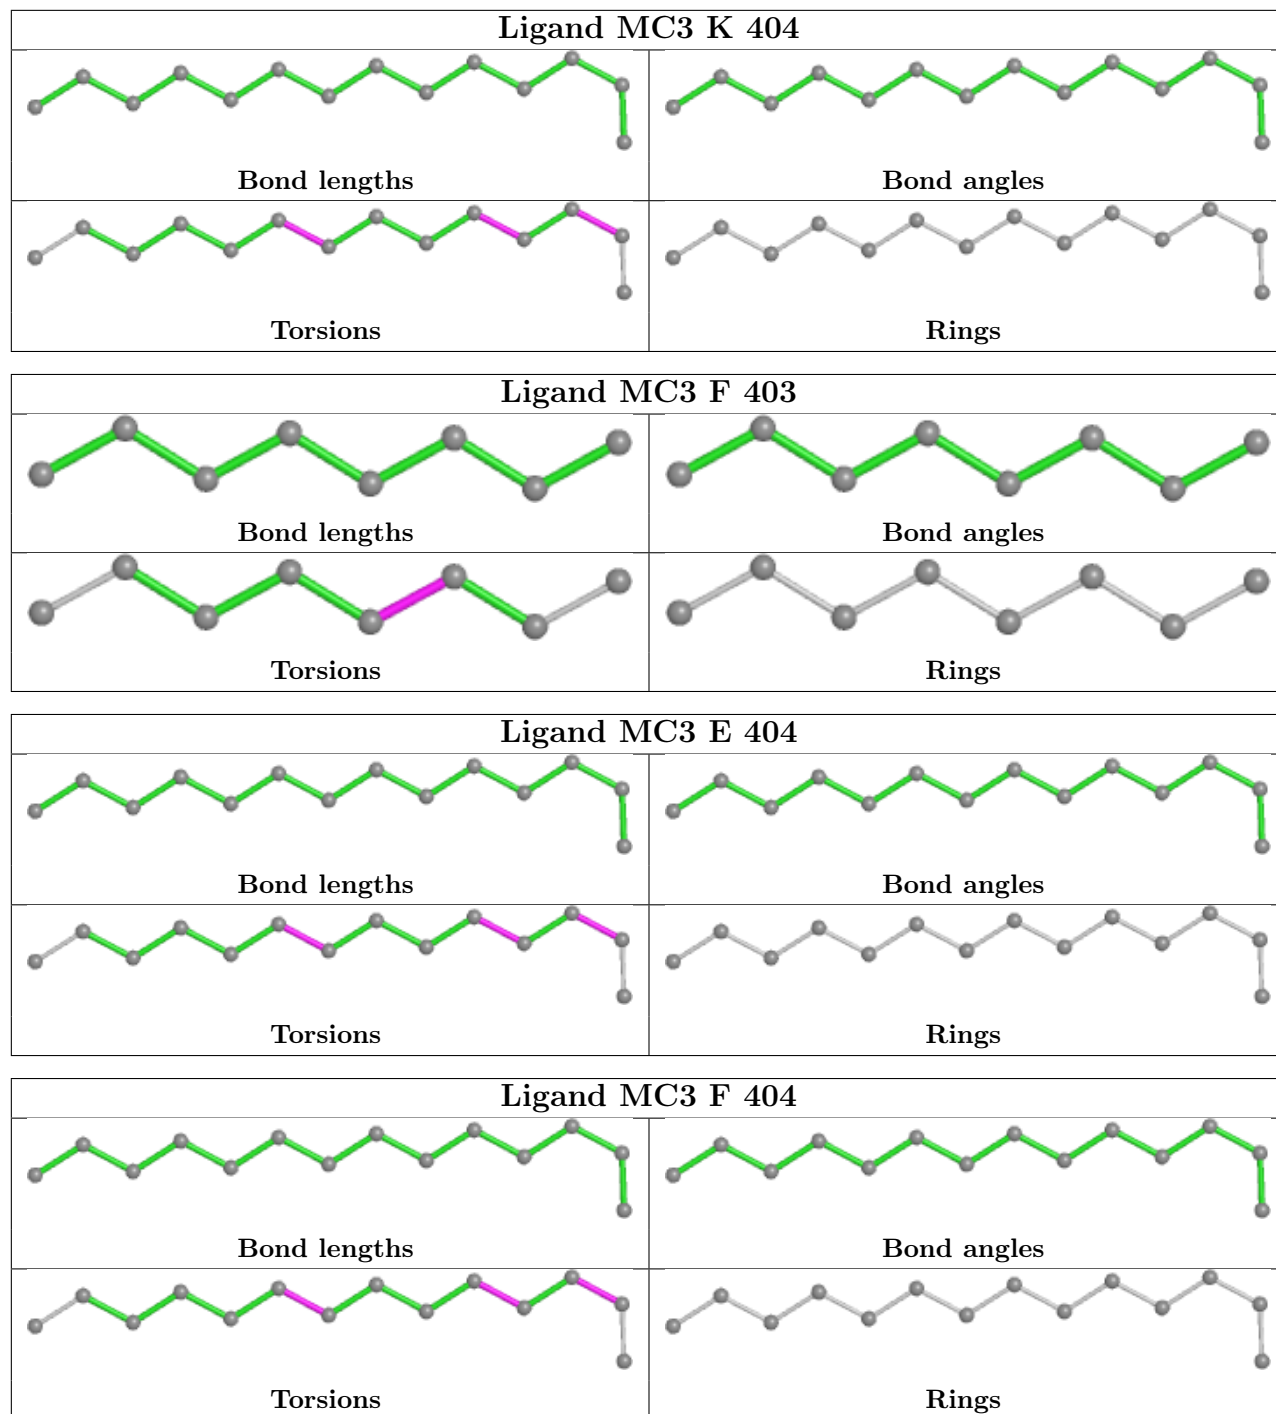 Ligand MC3 K 404
Bond lengths Bond angles
Torsions Rings
Ligand MC3 F 403
Bond lengths Bond angles
Torsions Rings
Ligand MC3 E 404
Bond lengths Bond angles
Torsions Rings
Ligand MC3 F 404
Bond lengths Bond angles
Torsions Rings